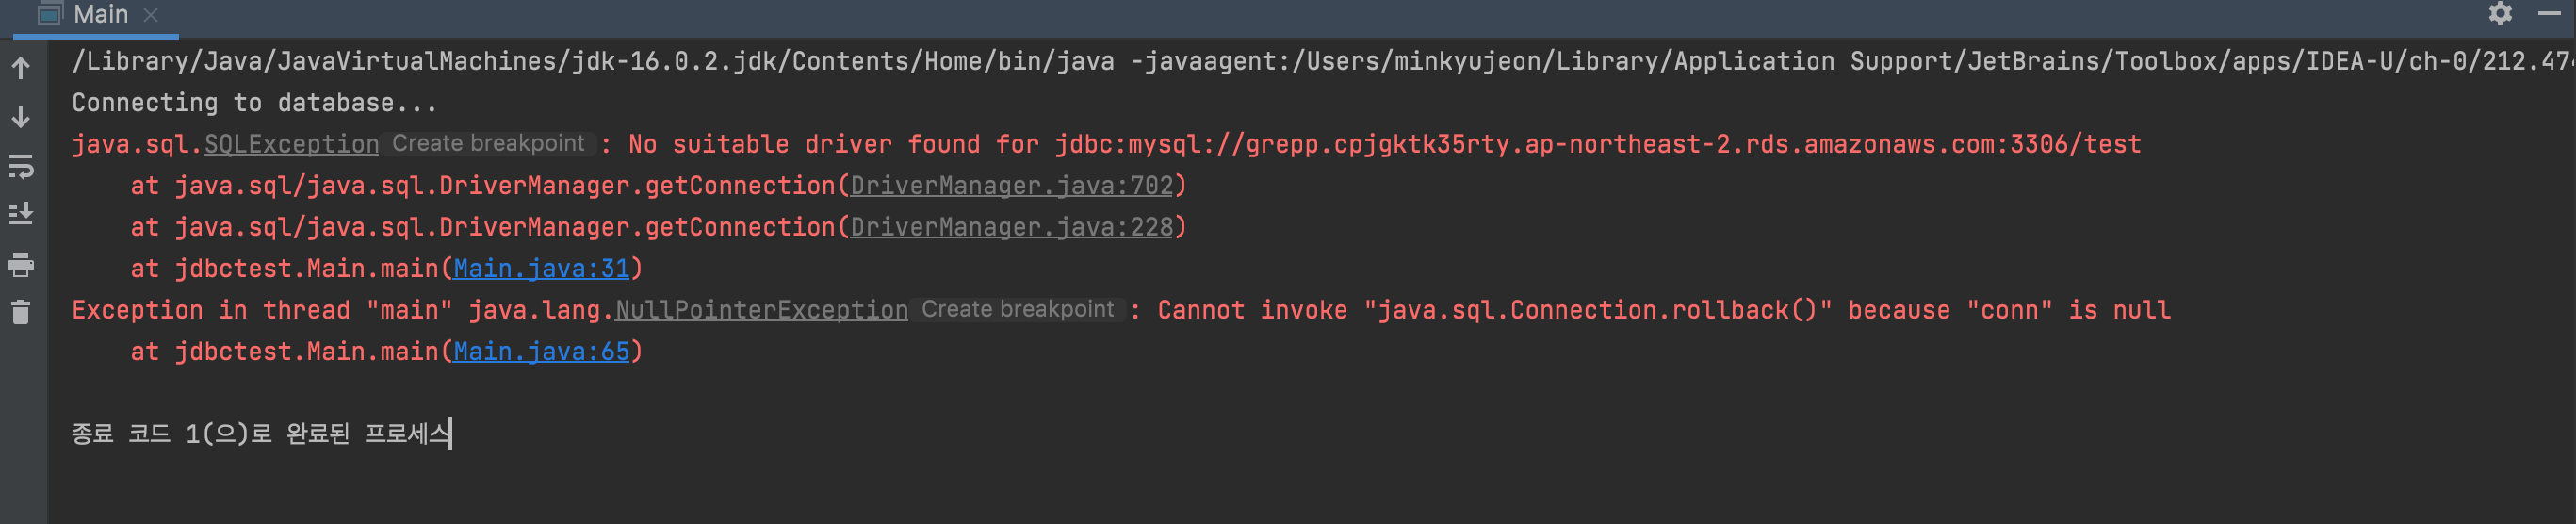 Main
/Library/Java/JavaVirtualMachines/jdk-16.0.2.jdk/Contents/Home/bin/java -javaagent:/Users/minkyujeon/Library/Application Support/JetBrains/Toolbox/apps/IDEA-U/ch-0/212.474
Connecting to database...
java.sql.SQLException Create breakpoint : No suitable driver found for jdbc:mysql://grepp.cpjgktk35rty.ap-northeast-2.rds.amazonaws.com:3306/test
at java.sql/java.sql.DriverManager.getConnection(DriverManager.java:702)
at java.sql/java.sql.DriverManager.getConnection(DriverManager.java:228)
at jdbctest.Main.main(Main.java:31)
Exception in thread "main" java.lang.NullPointerException Create breakpoint : Cannot invoke "java.sql.Connection.rollback()" because "conn" is null
at jdbctest.Main.main(Main.java:65)
종료 코드 1(으)로 완료된 프로세스